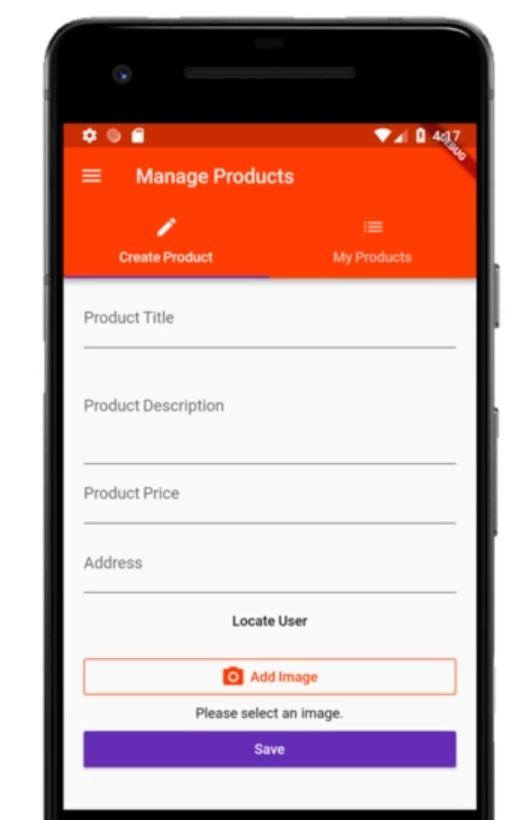 4:17
DEBUG
Manage Products
Create Product
My Products
Product Title
Product Description
Product Price
Address
Locate User
Add Image
Please select an image.
Save